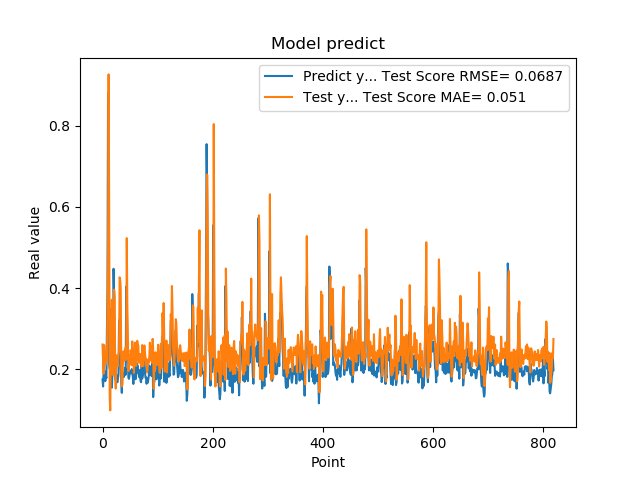 Model predict
Predict y... Test Score RMSE= 0.0687
Test y... Test Score MAE= 0.051
Real value
0.8
0.6
0.4
0.2
0
200
400
600
800
Point